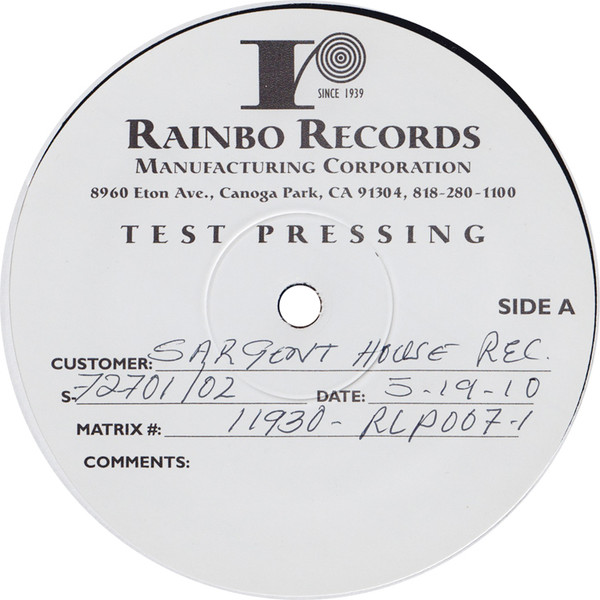 r
SINCE 1939
RAINBO RECORDS
MANUFACTURING CORPORATION
8960 Eton Ave., Canoga Park, CA 91304, 818-280-1100
TEST PRESSING
SIDE A
CUSTOMER: SARGENT HOUSE REC.
S-72701/02 DATE: 5-19-10
MATRIX #: 11930- RLP007-1
COMMENTS: